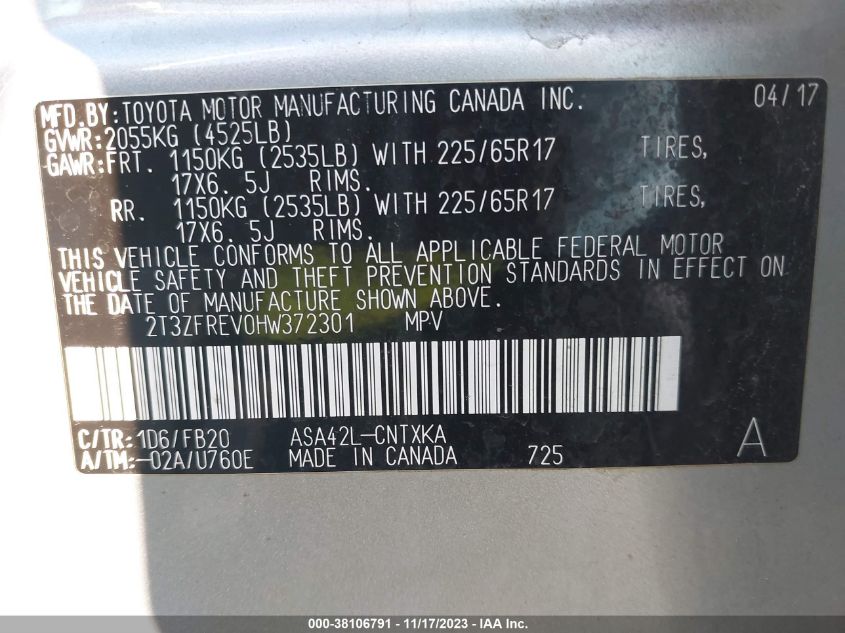 MFD.BY:TOYOTA MOTOR MANUFACTURING CANADA INC. 04/17
GVWR:2055KG (4525LB)
GAWR:FRT. 1150KG (2535LB) WITH 225/65R17 TIRES,
17X6. 5J RIMS.
RR. 1150KG (2535LB) WITH 225/65R17 TIRES,
17X6. 5J RIMS.
THIS VEHICLE CONFORMS TO ALL APPLICABLE FEDERAL MOTOR
VEHICLE SAFETY AND THEFT PREVENTION STANDARDS IN EFFECT ON
THE DATE OF MANUFACTURE SHOWN ABOVE.
2T3ZFREV0HW372301 MPV
C/TR:1D6/FB20 ASA42L-CNTXKA A
A/TM:-02A/U760E MADE IN CANADA 725
000-38106791 - 11/17/2023 - IAA Inc.